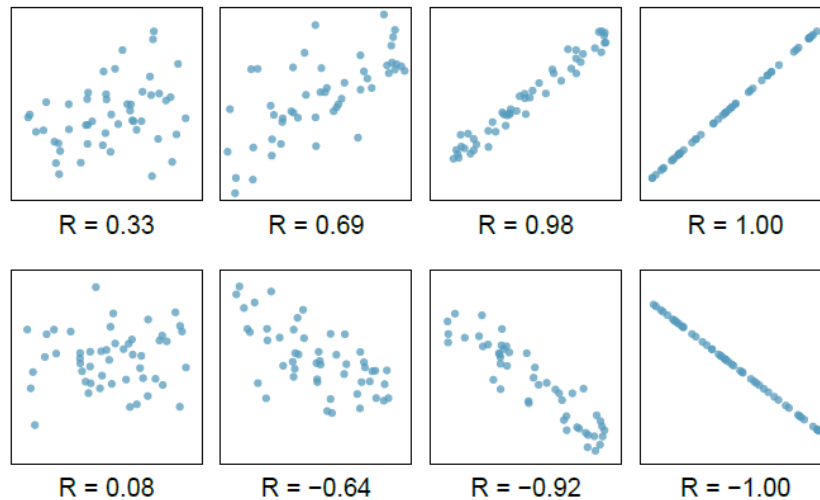 R = 0.33 R = 0.69 R = 0.98 R = 1.00
R = 0.08 R = −0.64 R = −0.92 R = −1.00